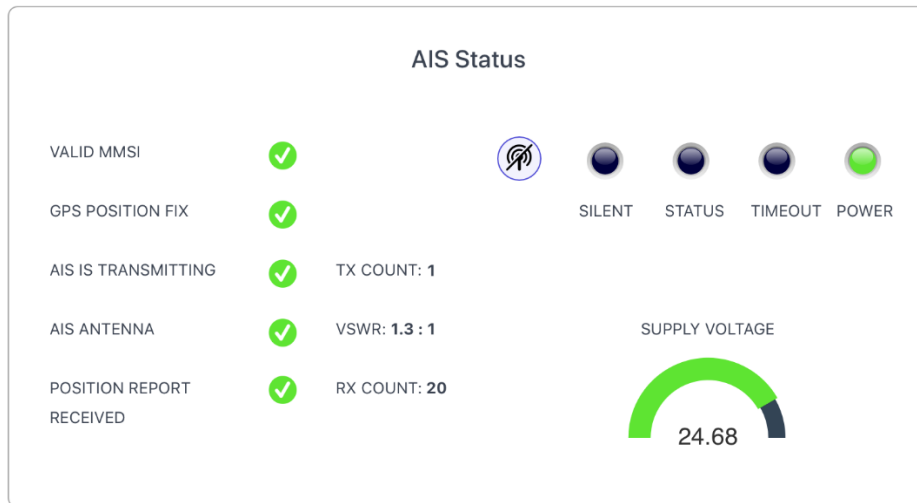 AIS Status
VALID MMSI
GPS POSITION FIX
SILENT STATUS TIMEOUT POWER
AIS IS TRANSMITTING TX COUNT: 1
AIS ANTENNA VSWR: 1.3 : 1
SUPPLY VOLTAGE
POSITION REPORT
RECEIVED
RX COUNT: 20
24.68